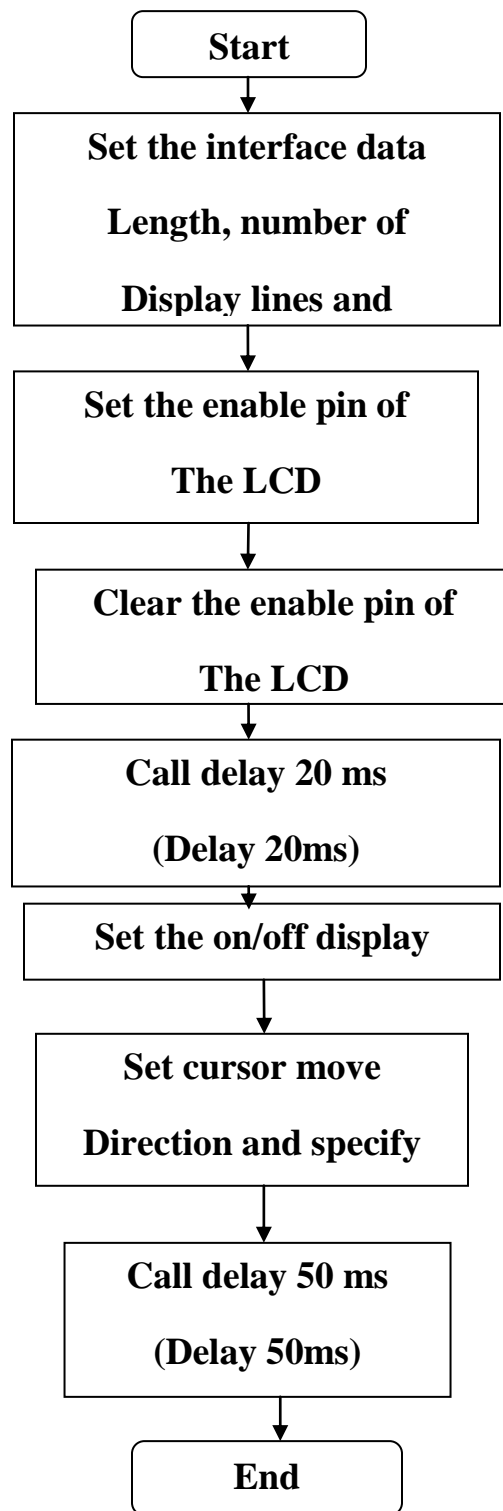 Start
Set the interface data
Length, number of
Display lines and
Set the enable pin of
The LCD
Clear the enable pin of
The LCD
Call delay 20 ms
(Delay 20ms)
Set the on/off display
Set cursor move
Direction and specify
Call delay 50 ms
(Delay 50ms)
End